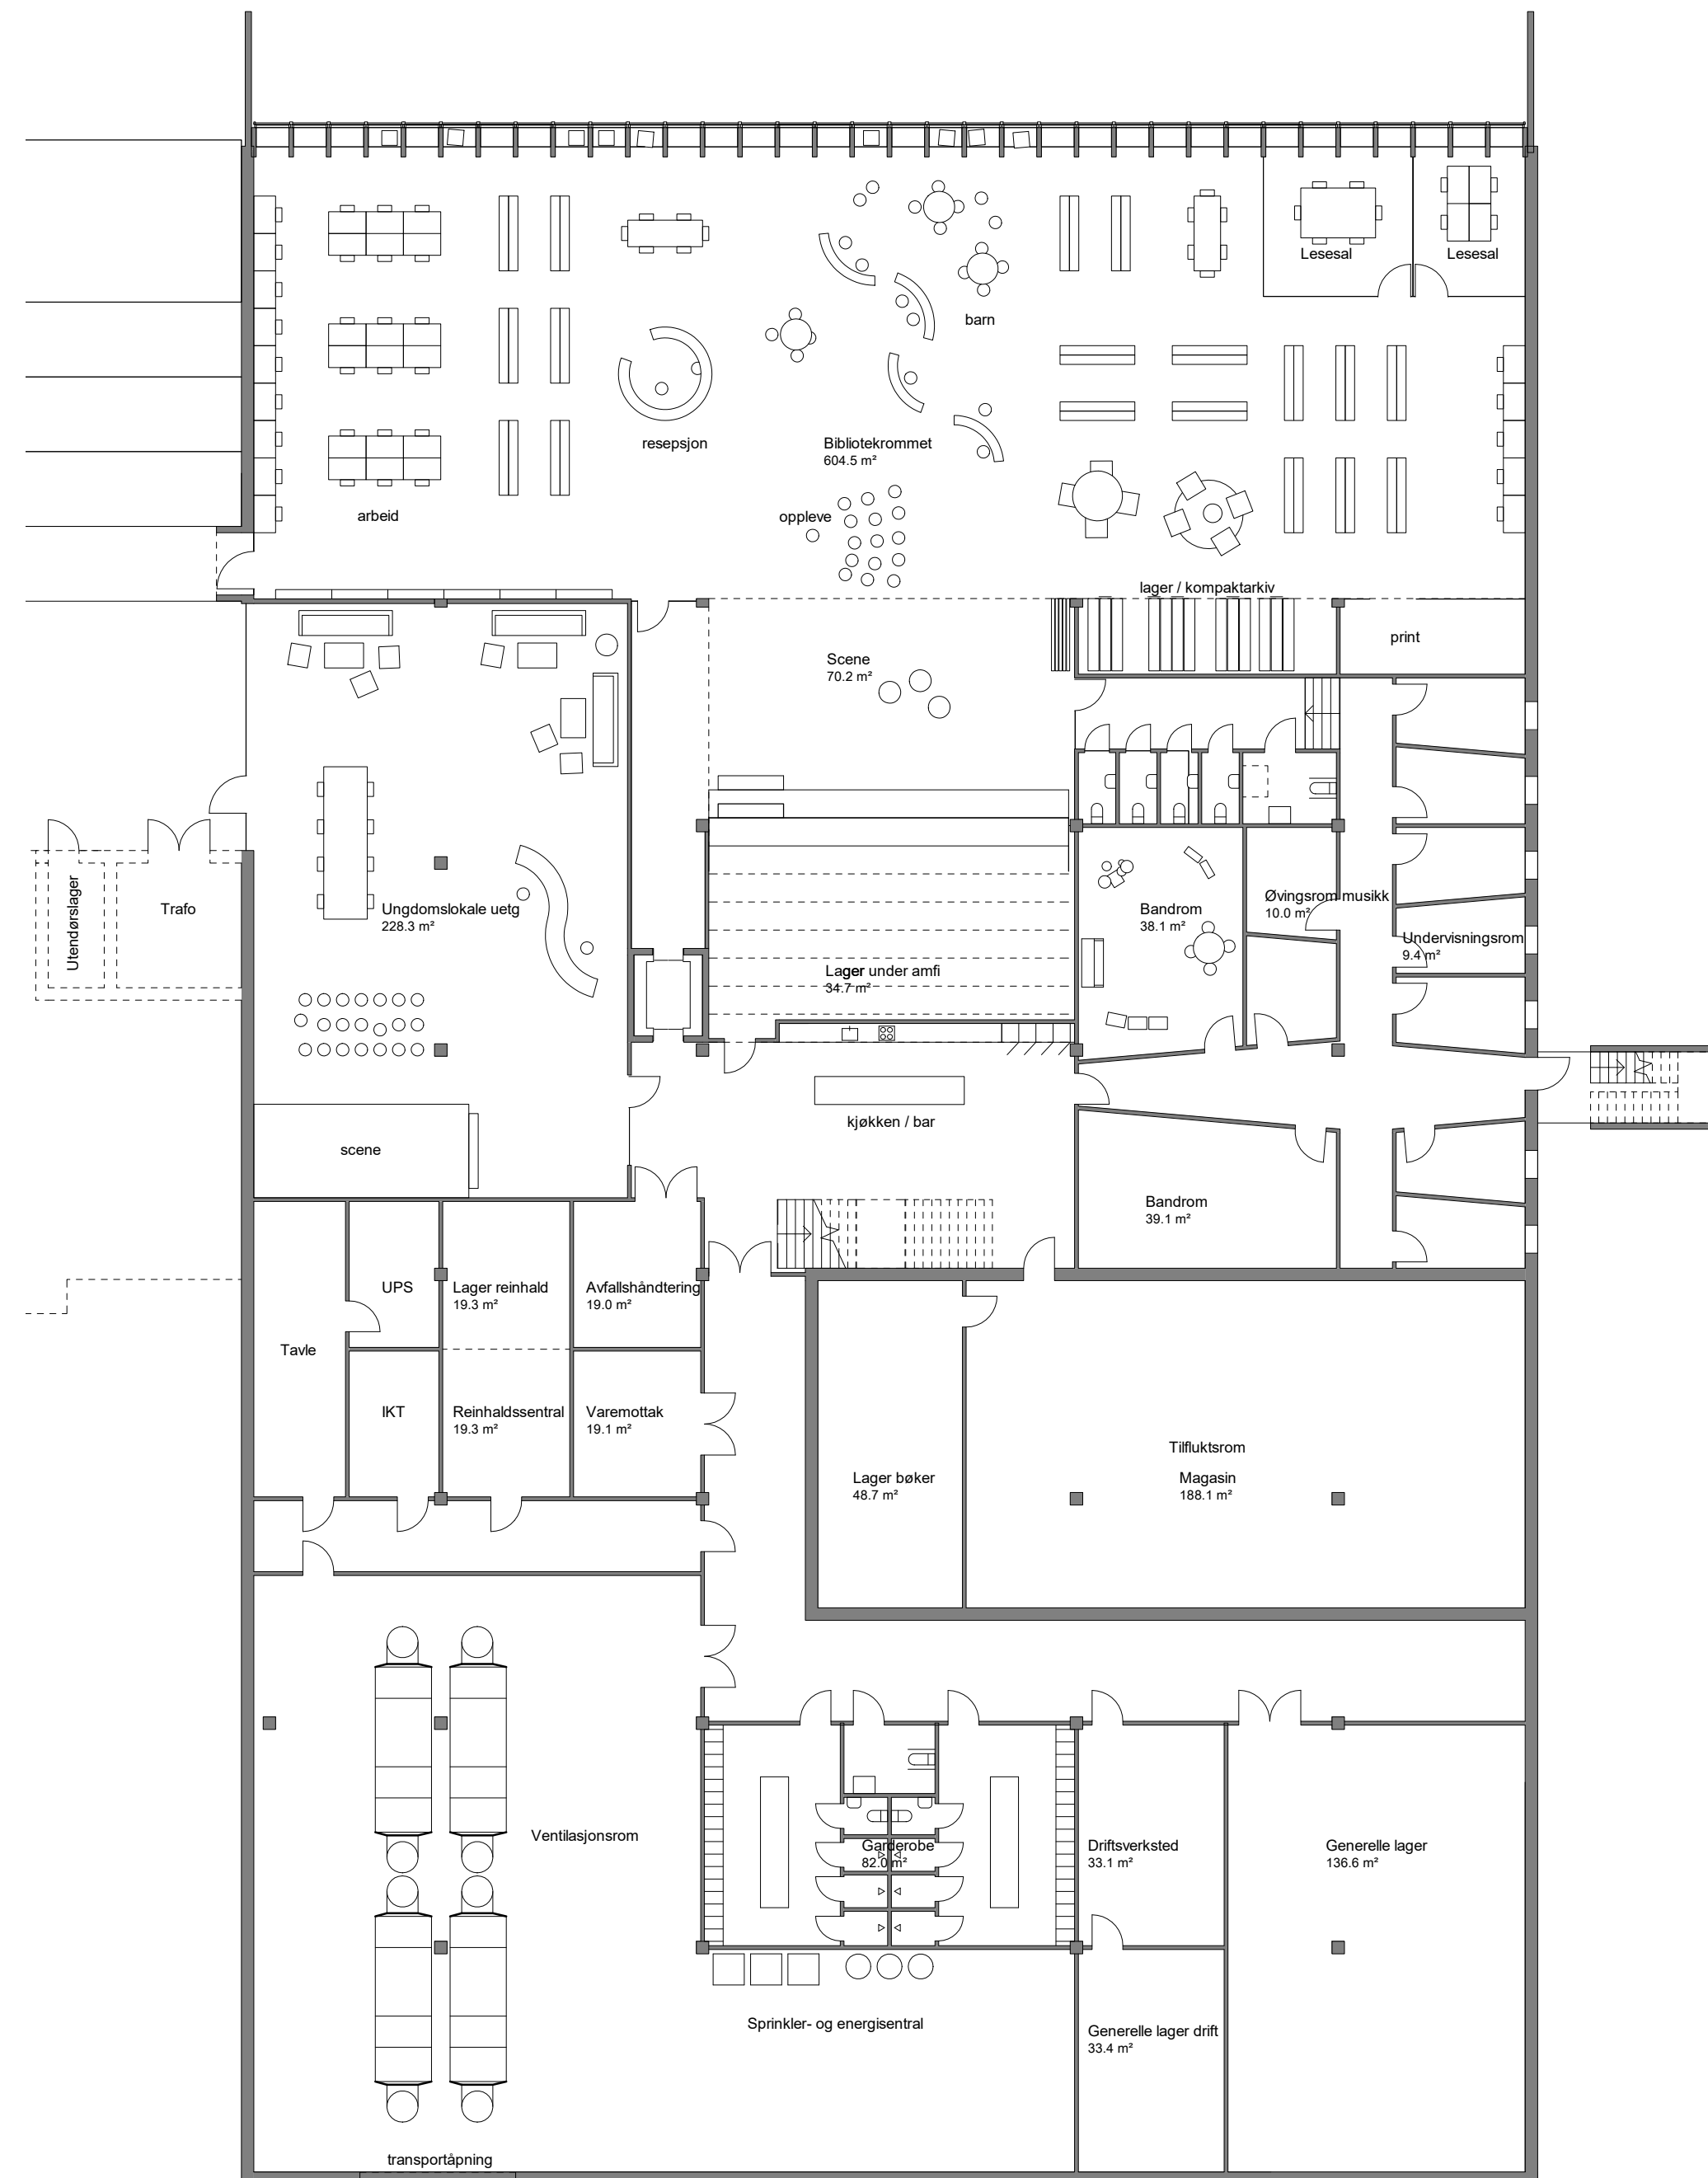 Lesesal
Lesesal
barn
resepsjon
Bibliotekrommet
604.5 m²
arbeid
oppleve
lager / kompaktarkiv
print
Scene
70.2 m²
Utendørslager
Trafo
Ungdomslokale uetg
228.3 m²
Bandrom
38.1 m²
Øvingsrom musikk
10.0 m²
Undervisningsrom
9.4 m²
Lager under amfi
34.7 m²
kjøkken / bar
scene
Bandrom
39.1 m²
UPS
Lager reinhald
19.3 m²
Avfallshåndtering
19.0 m²
Tavle
IKT
Reinhaldssentral
19.3 m²
Varemottak
19.1 m²
Tilfluktsrom
Lager bøker
48.7 m²
Magasin
188.1 m²
Ventilasjonsrom
Garderobe
82.0 m²
Driftsverksted
33.1 m²
Generelle lager
136.6 m²
Sprinkler- og energisentral
Generelle lager drift
33.4 m²
transportåpning